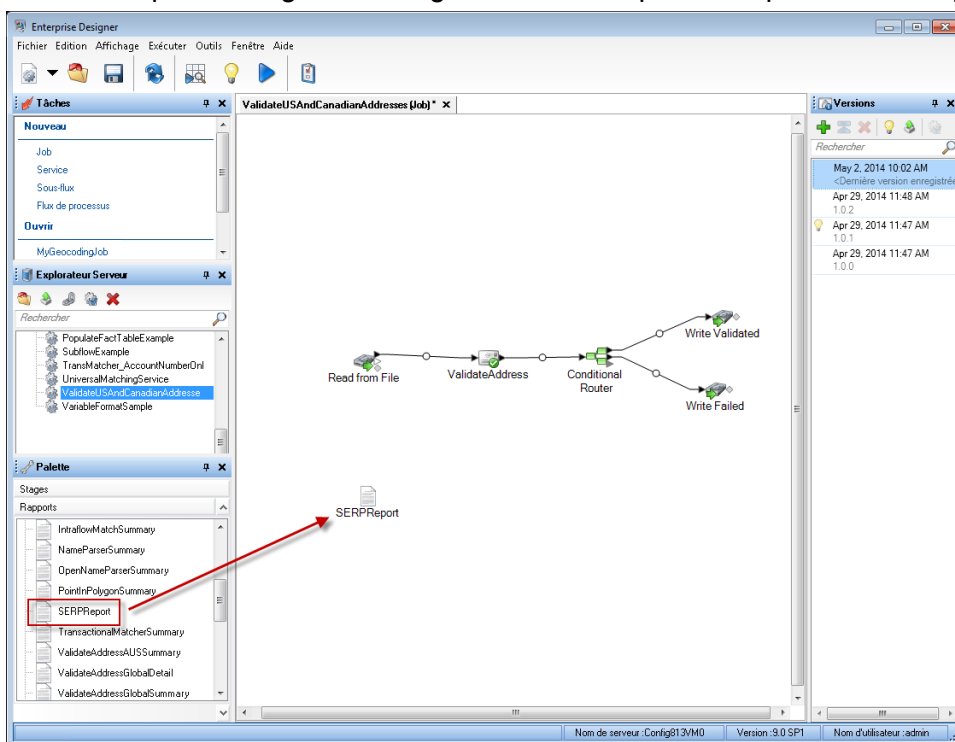 Enterprise Designer
Fichier Edition Affichage Exécuter Outils Fenêtre Aide
Tâches
Nouveau
Job
Service
Sous-flux
Flux de processus
Ouvrir
MyGeocodingJob
Explorateur Serveur
Rechercher
PopulateFactTableExample
SubflowExample
TransMatcher_AccountNumberOnl
UniversalMatchingService
ValidateUSAndCanadianAddresse
VariableFormatSample
Palette
Stages
Rapports
IntraflowMatchSummary
NameParserSummary
OpenNameParserSummary
PointInPolygonSummary
SERPReport
TransactionalMatcherSummary
ValidateAddressAUSSummary
ValidateAddressGlobalDetail
ValidateAddressGlobalSummary
ValidateUSAndCanadianAddresses (Job) *
Read from File
ValidateAddress
Conditional
Router
Write Validated
Write Failed
SERPReport
Versions
Rechercher
May 2, 2014 10:02 AM
<Dernière version enregistrée
Apr 29, 2014 11:48 AM
1.0.2
Apr 29, 2014 11:47 AM
1.0.1
Apr 29, 2014 11:47 AM
1.0.0
Nom de serveur :Config813VM0
Version :9.0 SP1
Nom d'utilisateur :admin